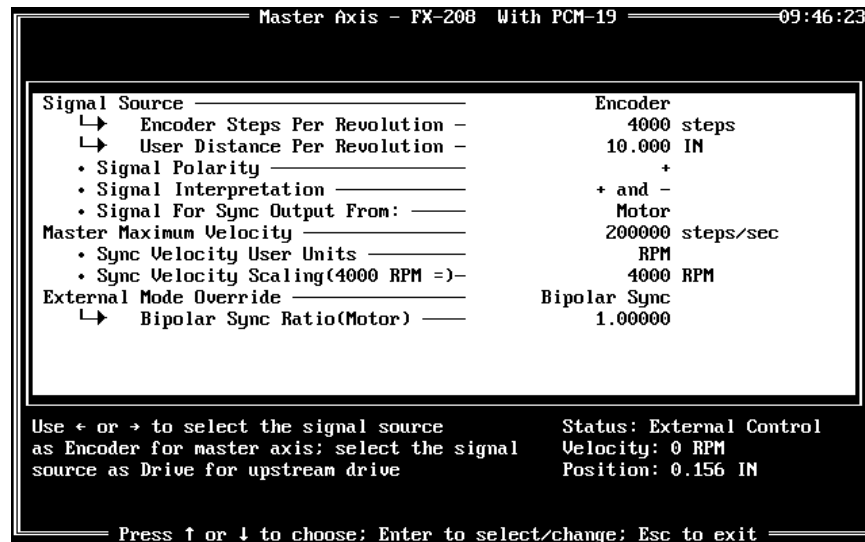 Master Axis - FX-208 With PCM-19 09:46:23
Signal Source Encoder
Encoder Steps Per Revolution 4000 steps
User Distance Per Revolution 10.000 IN
• Signal Polarity +
• Signal Interpretation + and -
• Signal For Sync Output From: Motor
Master Maximum Velocity 200000 steps/sec
• Sync Velocity User Units RPM
• Sync Velocity Scaling(4000 RPM =) 4000 RPM
External Mode Override Bipolar Sync
Bipolar Sync Ratio(Motor) 1.00000
Use ← or → to select the signal source
as Encoder for master axis; select the signal
source as Drive for upstream drive
Status: External Control
Velocity: 0 RPM
Position: 0.156 IN
Press ↑ or ↓ to choose; Enter to select/change; Esc to exit